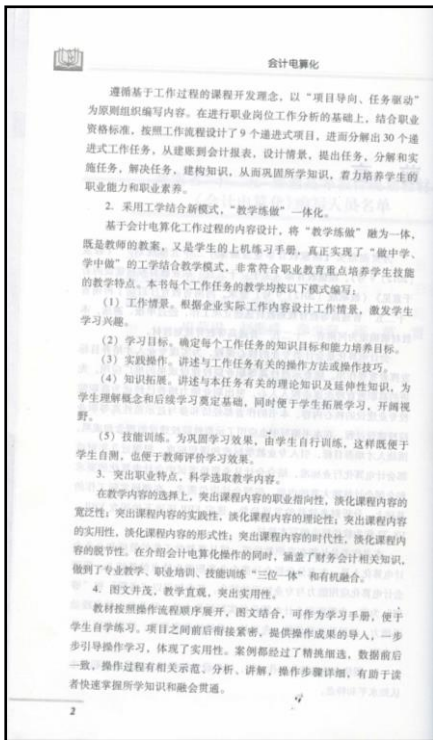 会计电算化
遵循基于工作过程的课程开发理念，以“项目导向、任务驱动”
为原则组织编写内容。在进行职业岗位工作分析的基础上，结合职业
资格标准，按照工作流程设计了9个递进式项目，进而分解出30个递
进式工作任务，从建账到会计报表，设计情景，提出任务，分解和实
施任务，解决任务，建构知识，从而巩固所学知识，着力培养学生的
职业能力和职业素养。
2．采用工学结合新模式，“教学练做”一体化。
基于会计电算化工作过程的内容设计，将“教学练做”融为一体，
既是教师的教案，又是学生的上机练习手册，真正实现了“做中学、
学中做”的工学结合教学模式，非常符合职业教育重点培养学生技能
的教学特点。本书每个工作任务的教学均按以下模式编写：
（1）工作情景。根据企业实际工作内容设计工作情景，激发学生
学习兴趣。
（2）学习目标。确定每个工作任务的知识目标和能力培养目标。
（3）实践操作。讲述与工作任务有关的操作方法或操作技巧。
（4）知识拓展。讲述与本任务有关的理论知识及延伸性知识，为
学生理解概念和后续学习奠定基础，同时便于学生拓展学习，开阔视
野。
（5）技能训练。为巩固学习效果，由学生自行训练，这样既便于
学生自测，也便于教师评价学习效果。
3．突出职业特点，科学选取教学内容。
在教学内容的选择上，突出课程内容的职业指向性，淡化课程内容的
宽泛性；突出课程内容的实践性，淡化课程内容的理论性；突出课程内容
的实用性，淡化课程内容的形式性；突出课程内容的时代性，淡化课程内
容的脱节性。在介绍会计电算化操作的同时，涵盖了财务会计相关知识，
做到了专业教学、职业培训、技能训练“三位一体”和有机融合。
4．图文并茂，教学直观，突出实用性。
教材按照操作流程顺序展开，图文结合，可作为学习手册，便于
学生自学练习。项目之间前后衔接紧密，提供操作成果的导入，一步
步引导操作学习，体现了实用性。案例都经过了精挑细选，数据前后
一致，操作过程有相关示范、分析、讲解，操作步骤详细，有助于读
者快速掌握所学知识和融会贯通。
2